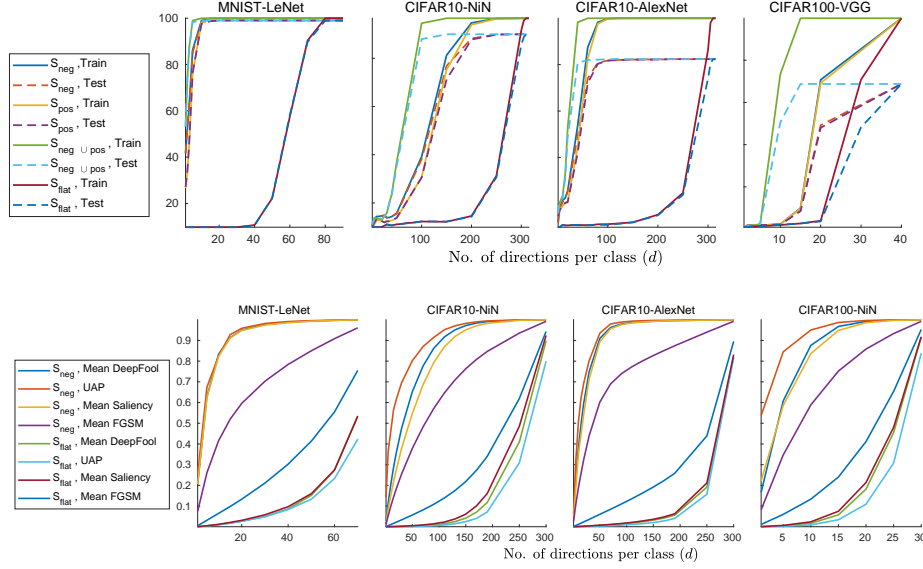 MNIST-LeNet
CIFAR10-NiN
CIFAR10-AlexNet
CIFAR100-VGG
S_neg , Train
S_neg , Test
S_pos , Train
S_pos , Test
S_neg ∪ pos , Train
S_neg ∪ pos , Test
S_flat , Train
S_flat , Test
100
80
60
40
20
20 40 60 80
100 200 300
100 200 300
10 20 30 40
No. of directions per class (d)
MNIST-LeNet
CIFAR10-NiN
CIFAR10-AlexNet
CIFAR100-NiN
S_neg , Mean DeepFool
S_neg , UAP
S_neg , Mean Saliency
S_neg , Mean FGSM
S_flat , Mean DeepFool
S_flat , UAP
S_flat , Mean Saliency
S_flat , Mean FGSM
0.9
0.8
0.7
0.6
0.5
0.4
0.3
0.2
0.1
20 40 60
50 100 150 200 250 300
50 100 150 200 250 300
5 10 15 20 25 30
No. of directions per class (d)